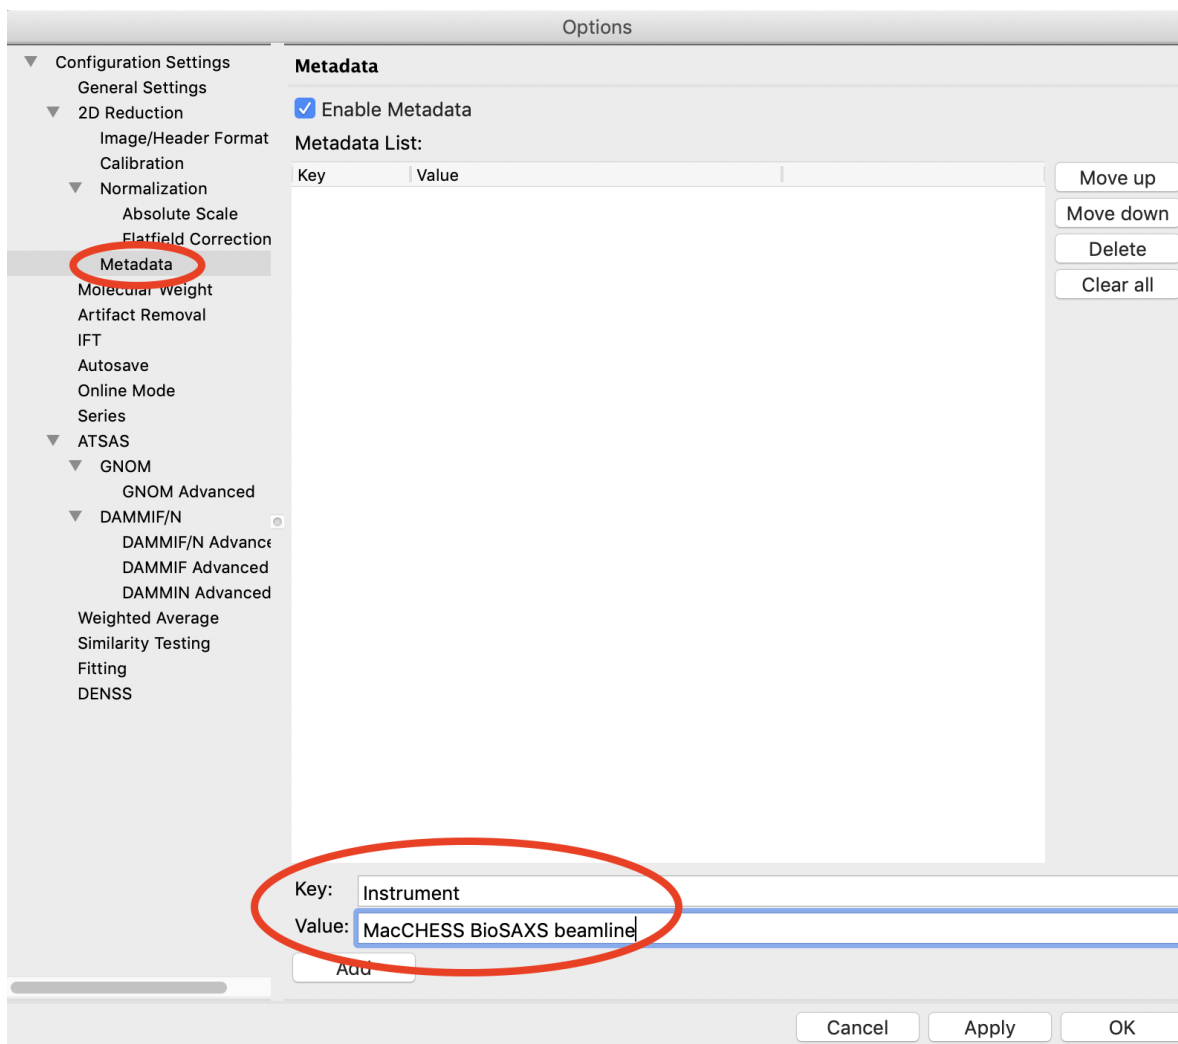 Options
Configuration Settings
General Settings
2D Reduction
Image/Header Format
Calibration
Normalization
Absolute Scale
Flatfield Correction
Metadata
Molecular Weight
Artifact Removal
IFT
Autosave
Online Mode
Series
ATSAS
GNOM
GNOM Advanced
DAMMIF/N
DAMMIF/N Advance
DAMMIF Advanced
DAMMIN Advanced
Weighted Average
Similarity Testing
Fitting
DENSS
Metadata
Enable Metadata
Metadata List:
Key Value
Move up
Move down
Delete
Clear all
Key: Instrument
Value: MacCHESS BioSAXS beamline
Add
Cancel Apply OK